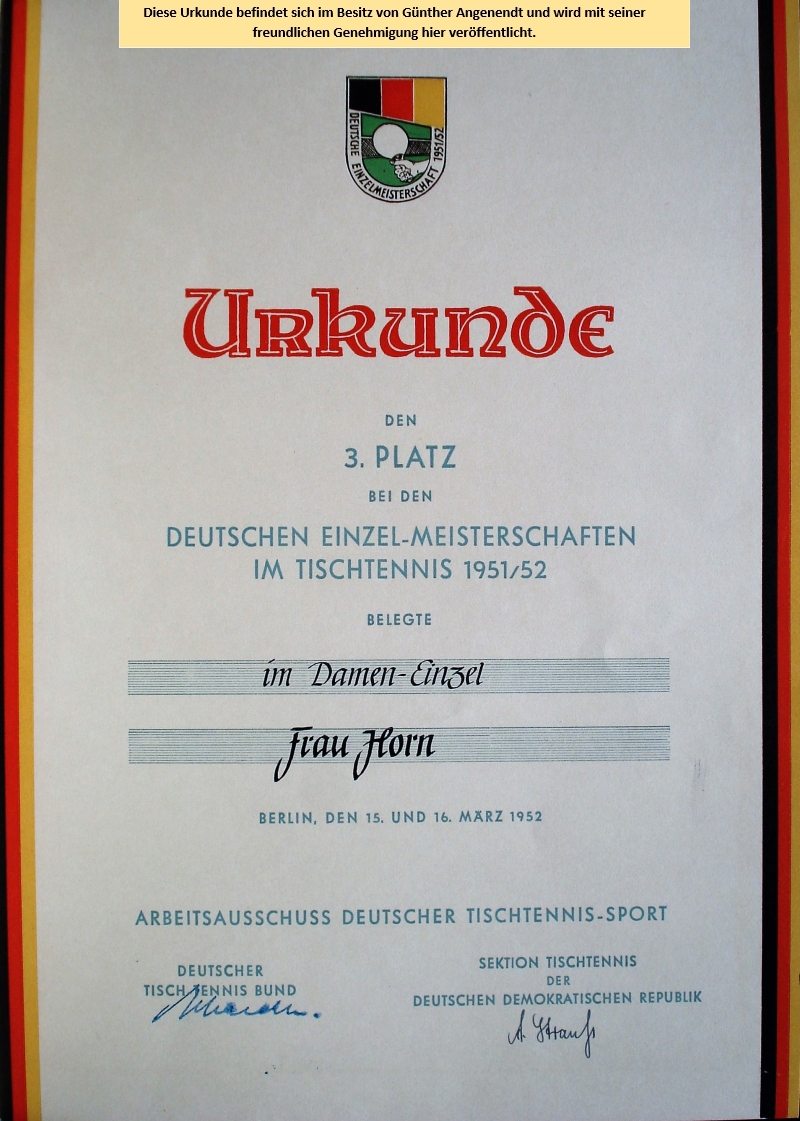 Diese Urkunde befindet sich im Besitz von Günther Angenendt und wird mit seiner
freundlichen Genehmigung hier veröffentlicht.
DEUTSCHE EINZELMEISTERSCHAFT 1951/52
Urkunde
DEN
3. PLATZ
BEI DEN
DEUTSCHEN EINZEL-MEISTERSCHAFTEN
IM TISCHTENNIS 1951/52
BELEGTE
im Damen-Einzel
Frau Horn
BERLIN, DEN 15. UND 16. MÄRZ 1952
ARBEITSAUSSCHUSS DEUTSCHER TISCHTENNIS-SPORT
DEUTSCHER
TISCHTENNIS BUND
SEKTION TISCHTENNIS
DER
DEUTSCHEN DEMOKRATISCHEN REPUBLIK
A. Strauß